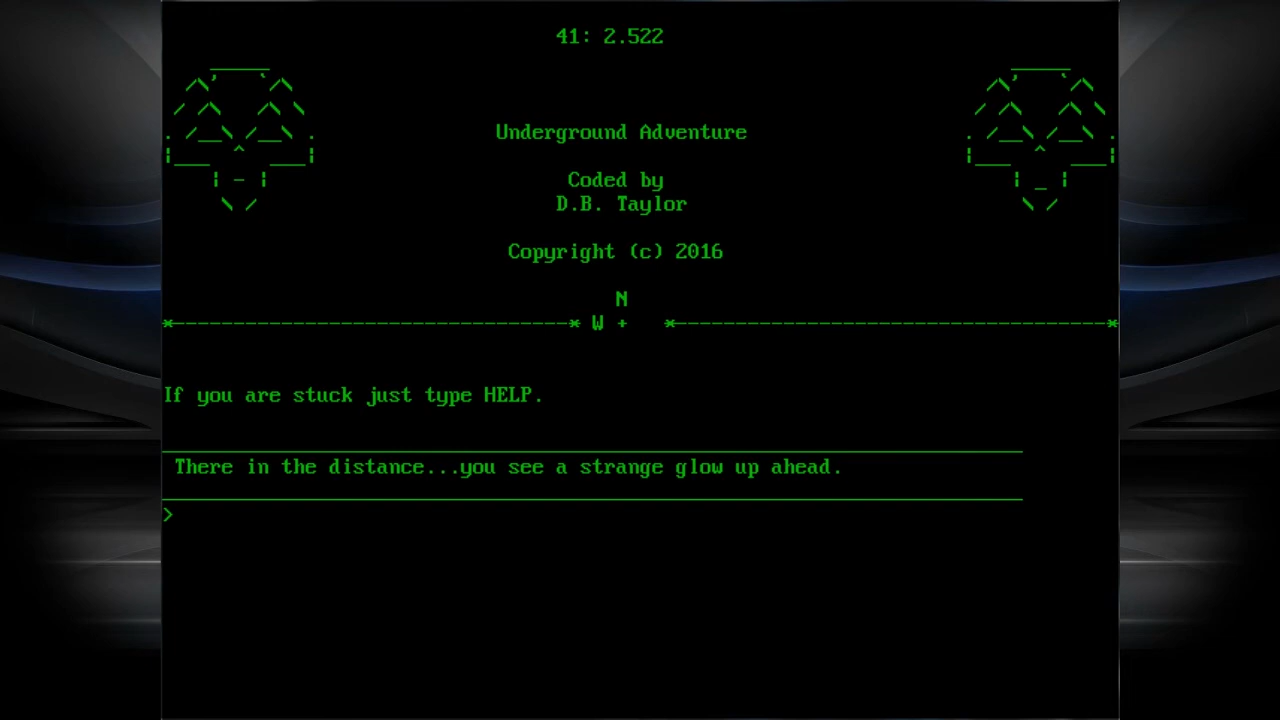 41: 2.522
Underground Adventure
Coded by
D.B. Taylor
Copyright (c) 2016
N
W +
If you are stuck just type HELP.
There in the distance...you see a strange glow up ahead.
>